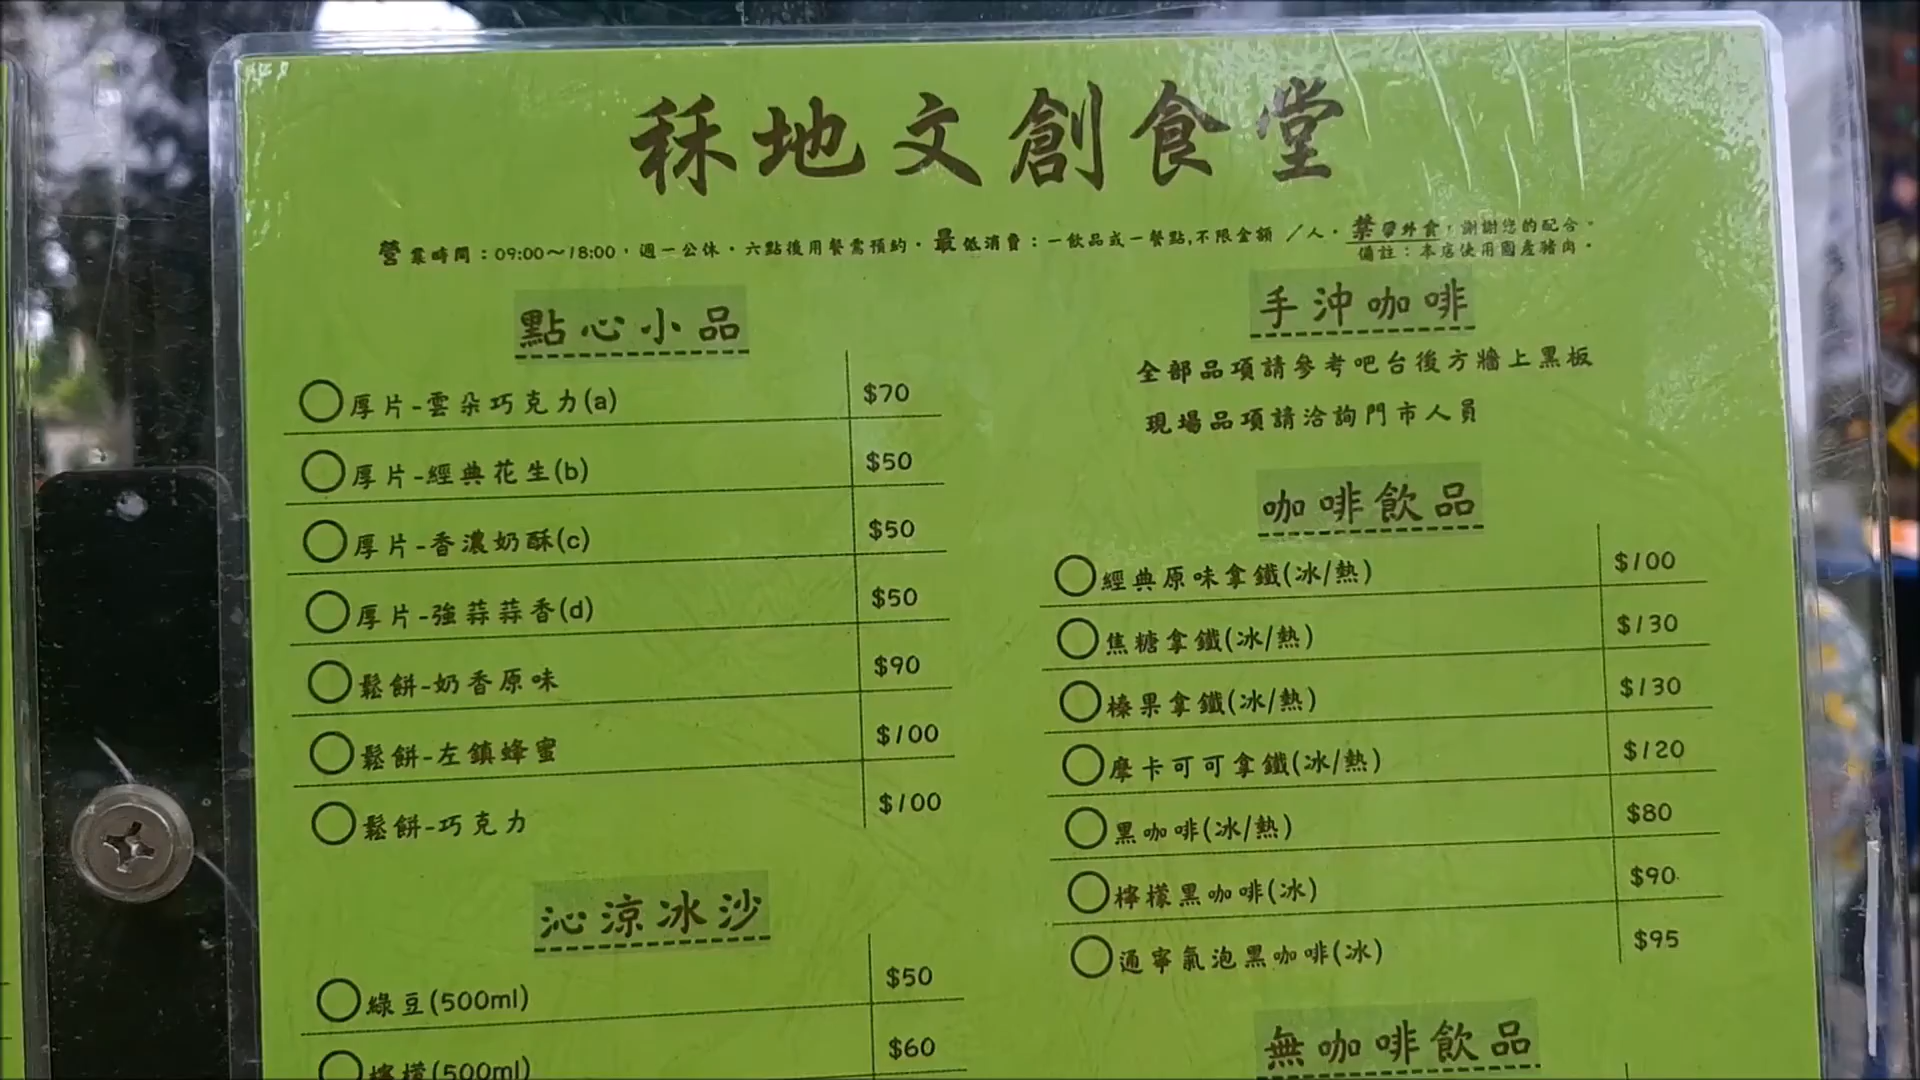 秝地文創食堂
營業時間：09:00～18:00，週一公休。六點後用餐需預約。最低消費：一飲品或一餐點,不限金額 /人。禁帶外食，謝謝您的配合。
備註：本店使用國產豬肉。
點心小品
厚片-雲朵巧克力(a) $70
厚片-經典花生(b) $50
厚片-香濃奶酥(c) $50
厚片-強蒜蒜香(d) $50
鬆餅-奶香原味 $90
鬆餅-左鎮蜂蜜 $100
鬆餅-巧克力 $100
沁涼冰沙
綠豆(500ml) $50
檸檬(500ml) $60
手沖咖啡
全部品項請參考吧台後方牆上黑板
現場品項請洽詢門市人員
咖啡飲品
經典原味拿鐵(冰/熱) $100
焦糖拿鐵(冰/熱) $130
榛果拿鐵(冰/熱) $130
摩卡可可拿鐵(冰/熱) $120
黑咖啡(冰/熱) $80
檸檬黑咖啡(冰) $90
通寧氣泡黑咖啡(冰) $95
無咖啡飲品